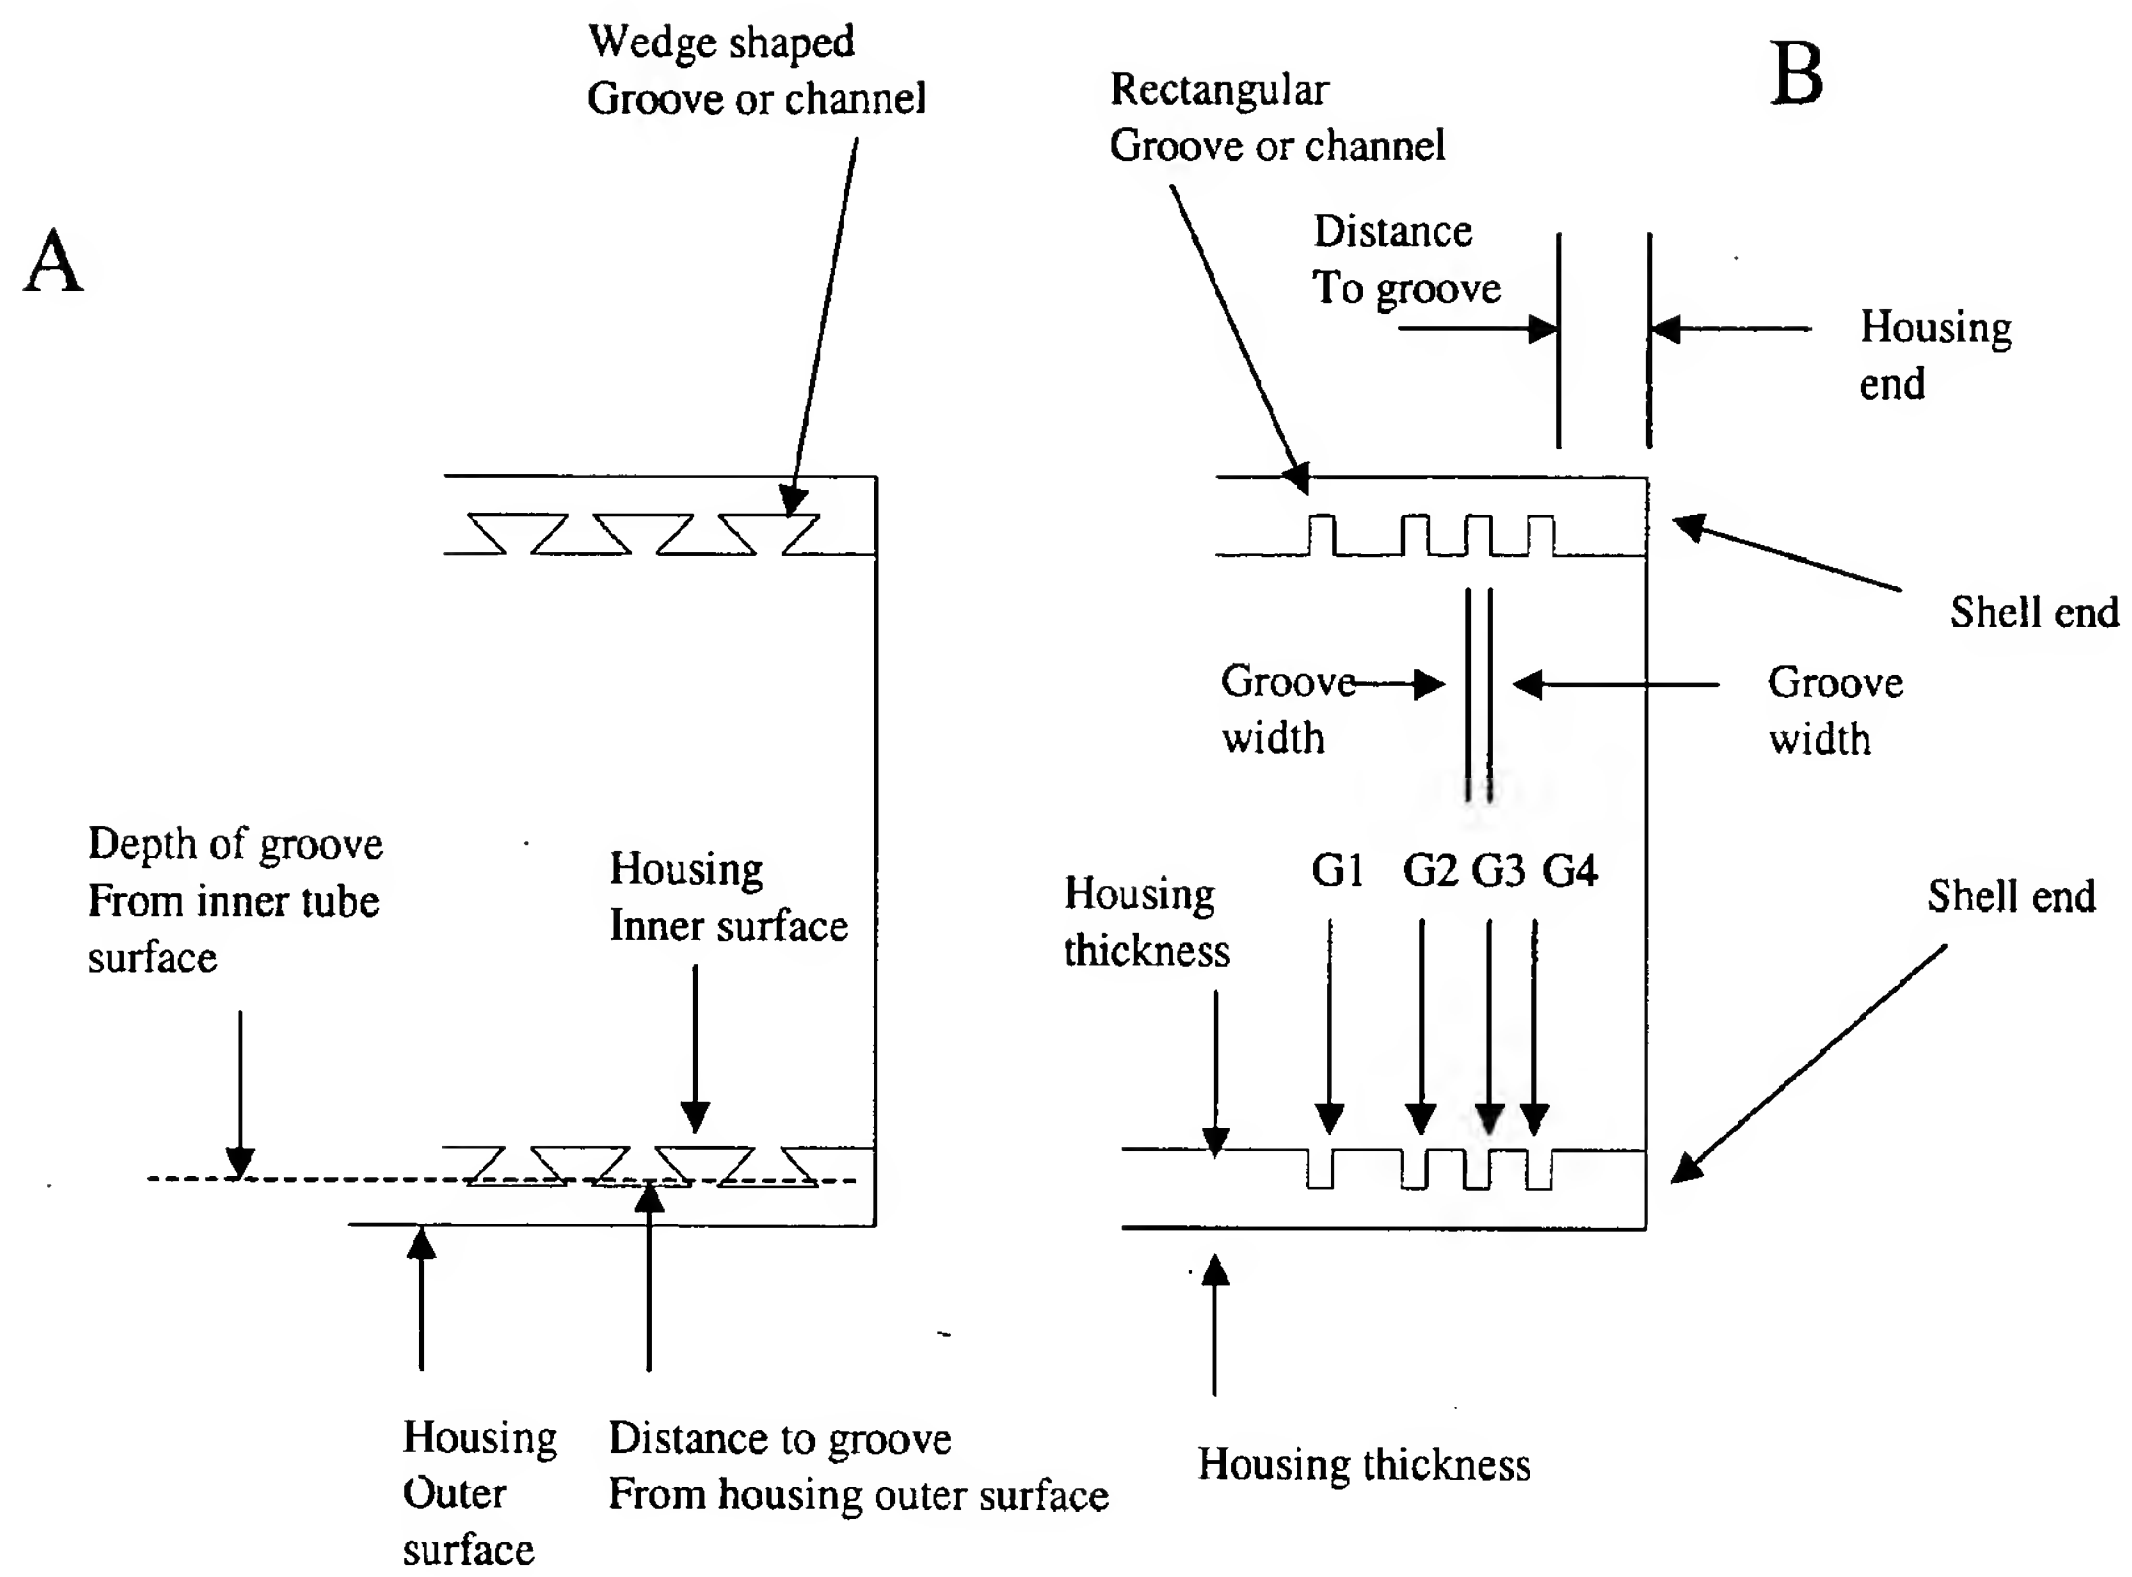 A
Wedge shaped
Groove or channel
B
Rectangular
Groove or channel
Distance
To groove
Housing
end
Shell end
Groove
width
Groove
width
Depth of groove
From inner tube
surface
Housing
Inner surface
Housing
thickness
G1 G2 G3 G4
Shell end
Housing
Outer
surface
Distance to groove
From housing outer surface
Housing thickness